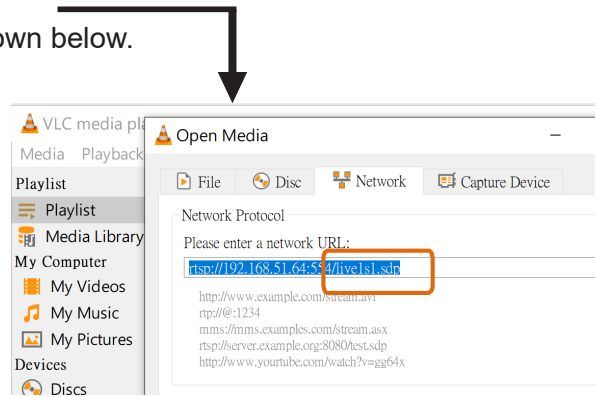 own below.
VLC media pla
Open Media
Media Playback
File Disc Network Capture Device
Playlist
Playlist
Media Library
My Computer
My Videos
My Music
My Pictures
Devices
Discs
Network Protocol
Please enter a network URL:
rtsp://192.168.51.64:554/live1s1.sdp
http://www.example.com/stream.avi
rtp://@:1234
mms://mms.examples.com/stream.asx
rtsp://server.example.org:8080/test.sdp
http://www.yourtube.com/watch?v=gg64x